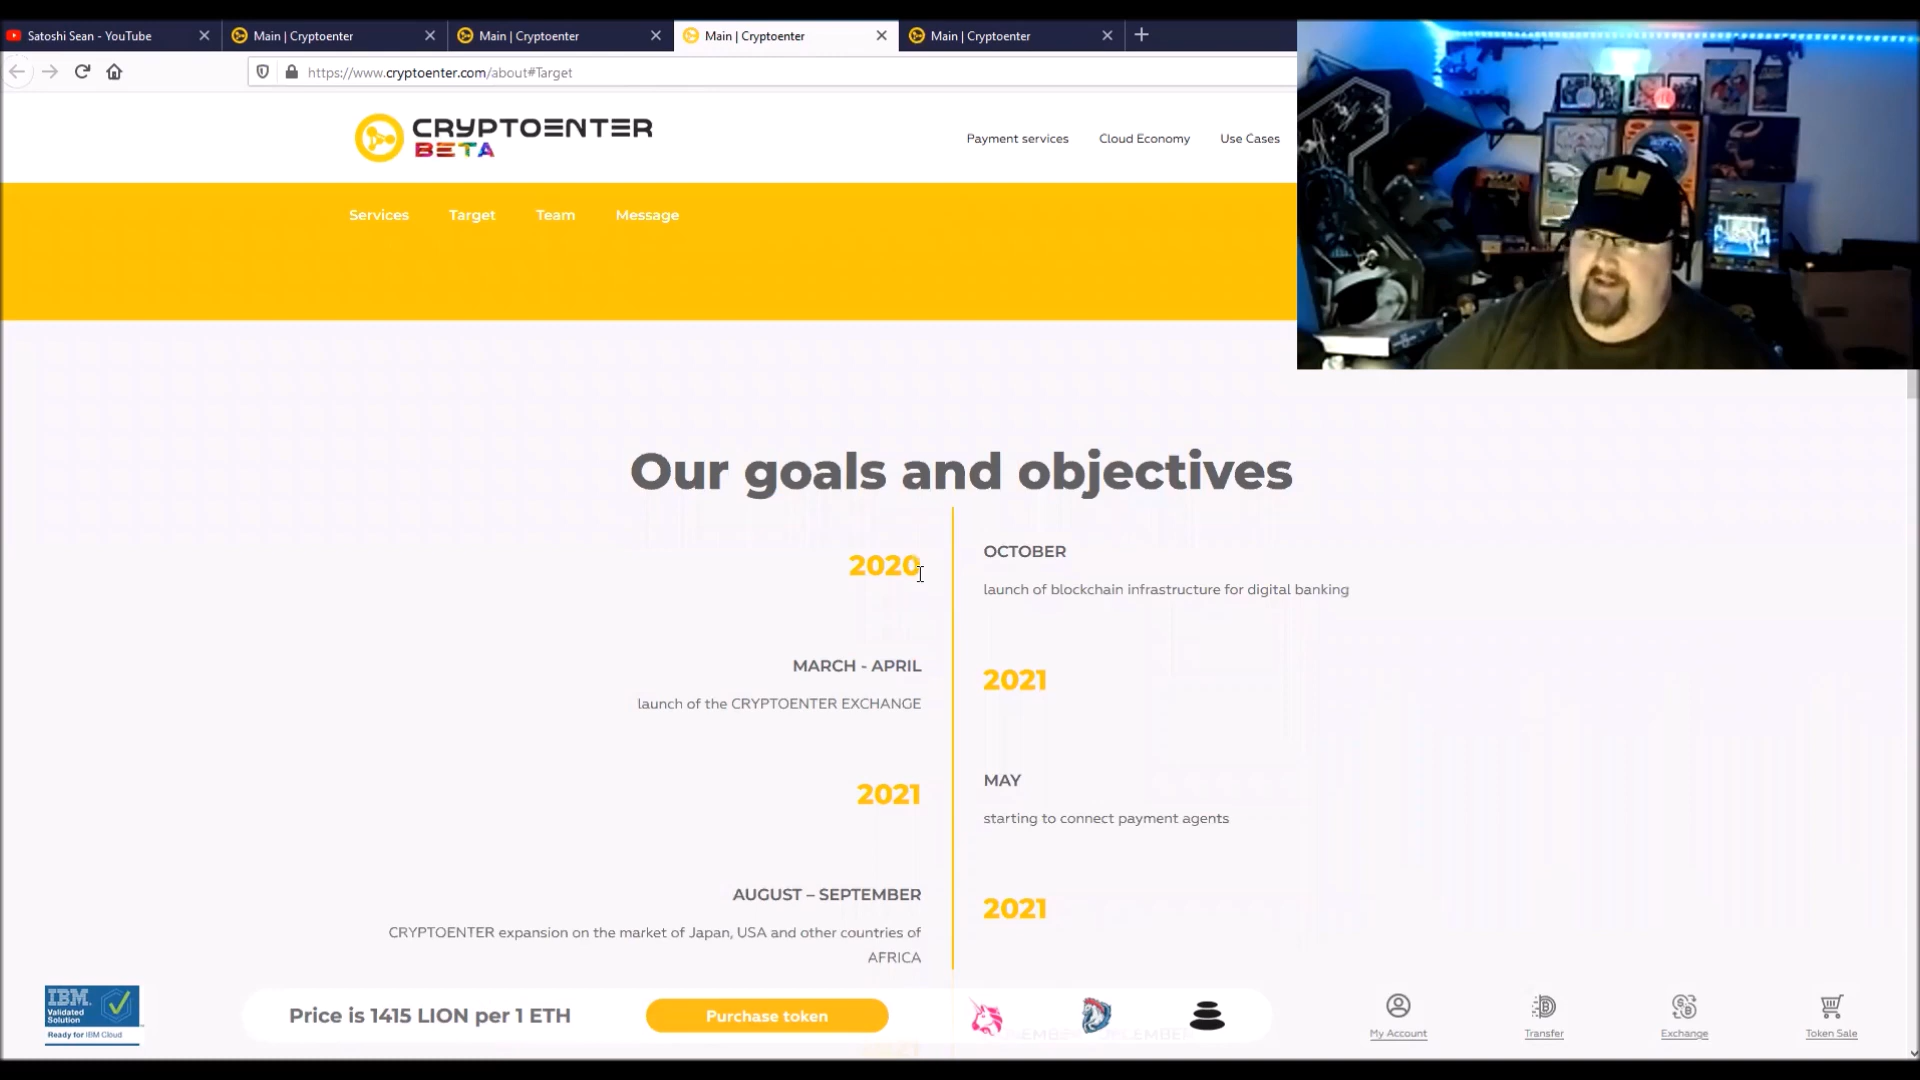 Satoshi Sean - YouTube
Main | Cryptoenter
Main | Cryptoenter
Main | Cryptoenter
Main | Cryptoenter
https://www.cryptoenter.com/about#Target
CRYPTOENTER
BETA
Payment services
Cloud Economy
Use Cases
Services
Target
Team
Message
Our goals and objectives
2020
OCTOBER
launch of blockchain infrastructure for digital banking
MARCH - APRIL
launch of the CRYPTOENTER EXCHANGE
2021
2021
MAY
starting to connect payment agents
AUGUST – SEPTEMBER
CRYPTOENTER expansion on the market of Japan, USA and other countries of
AFRICA
2021
IBM.
Validated
Solution
Ready for IBM Cloud
Price is 1415 LION per 1 ETH
Purchase token
My Account
Transfer
Exchange
Token Sale